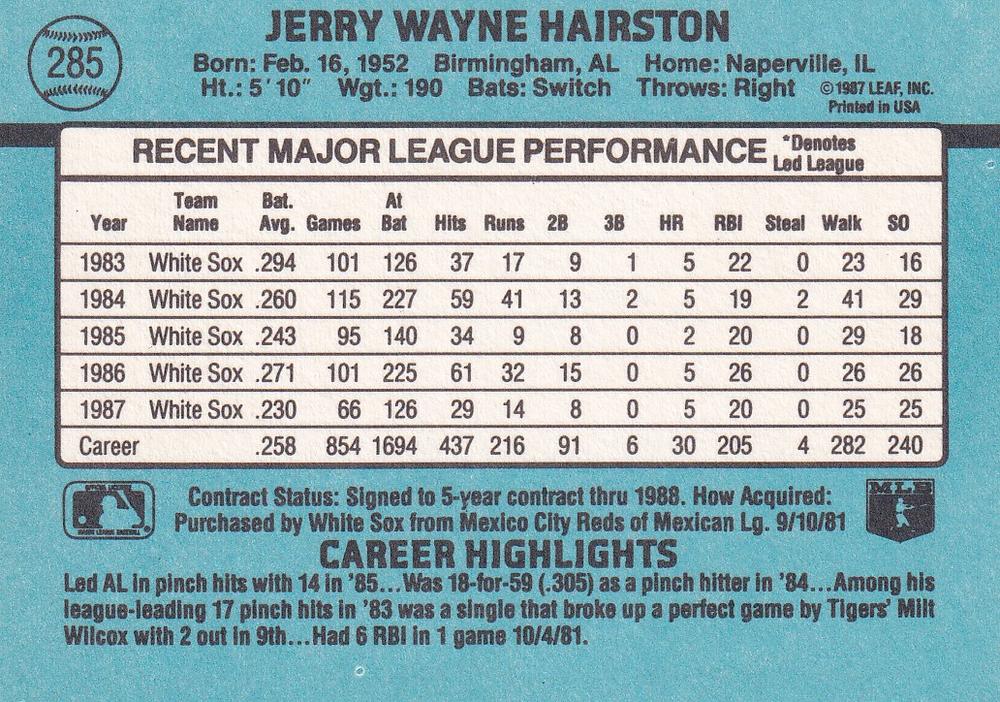 285
JERRY WAYNE HAIRSTON
Born: Feb. 16, 1952 Birmingham, AL Home: Naperville, IL
Ht.: 5'10" Wgt.: 190 Bats: Switch Throws: Right ©1987 LEAF, INC.
Printed in USA
RECENT MAJOR LEAGUE PERFORMANCE *Denotes Led League
Year Team Name Bat. Avg. Games At Bat Hits Runs 2B 3B HR RBI Steal Walk SO
1983 White Sox .294 101 126 37 17 9 1 5 22 0 23 16
1984 White Sox .260 115 227 59 41 13 2 5 19 2 41 29
1985 White Sox .243 95 140 34 9 8 0 2 20 0 29 18
1986 White Sox .271 101 225 61 32 15 0 5 26 0 26 26
1987 White Sox .230 66 126 29 14 8 0 5 20 0 25 25
Career .258 854 1694 437 216 91 6 30 205 4 282 240
MLB
Contract Status: Signed to 5-year contract thru 1988. How Acquired:
Purchased by White Sox from Mexico City Reds of Mexican Lg. 9/10/81
CAREER HIGHLIGHTS
Led AL in pinch hits with 14 in '85...Was 18-for-59 (.305) as a pinch hitter in '84...Among his
league-leading 17 pinch hits in '83 was a single that broke up a perfect game by Tigers' Milt
Wilcox with 2 out in 9th...Had 6 RBI in 1 game 10/4/81.